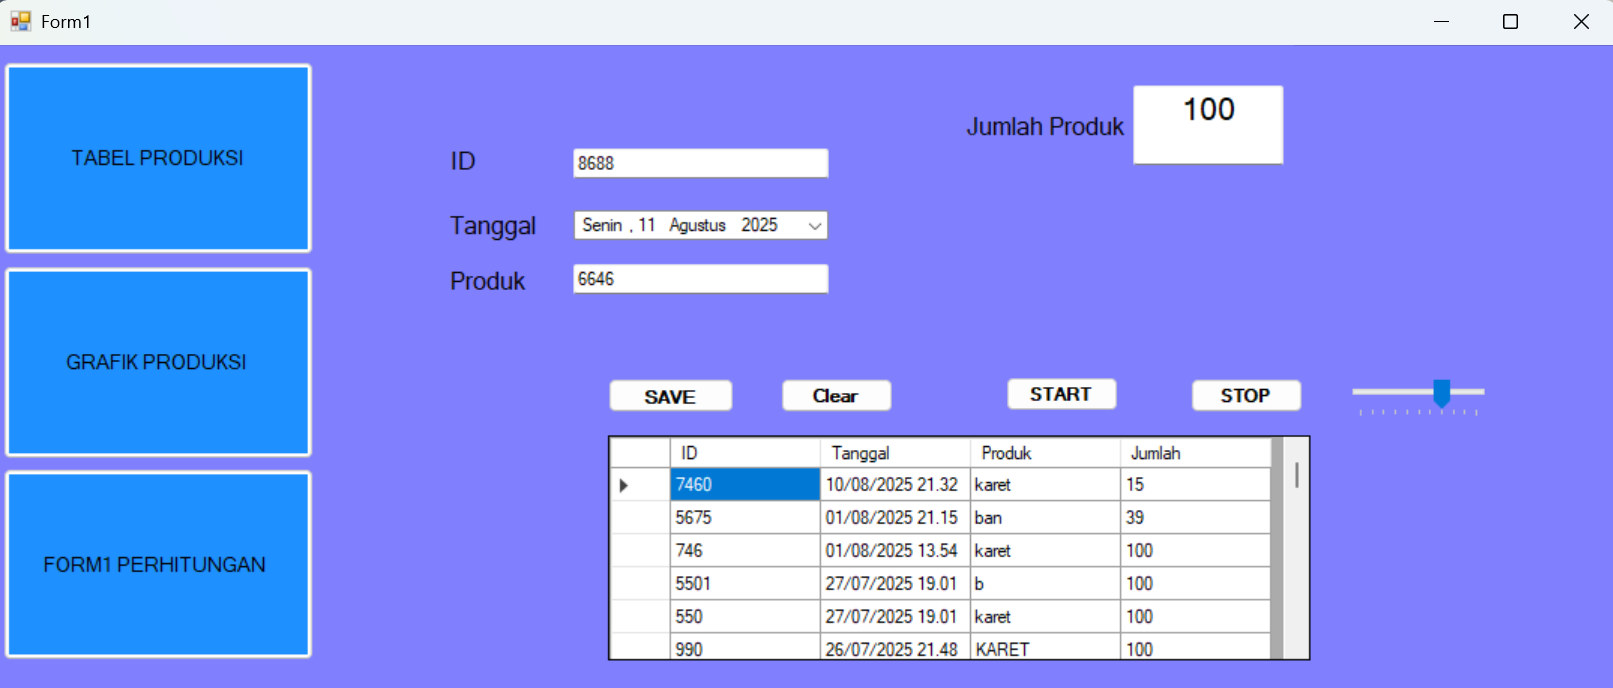 Form1
TABEL PRODUKSI
GRAFIK PRODUKSI
FORM1 PERHITUNGAN
Jumlah Produk 100
ID 8688
Tanggal Senin , 11 Agustus 2025
Produk 6646
SAVE Clear START STOP
ID Tanggal Produk Jumlah
7460 10/08/2025 21.32 karet 15
5675 01/08/2025 21.15 ban 39
746 01/08/2025 13.54 karet 100
5501 27/07/2025 19.01 b 100
550 27/07/2025 19.01 karet 100
990 26/07/2025 21.48 KARET 100